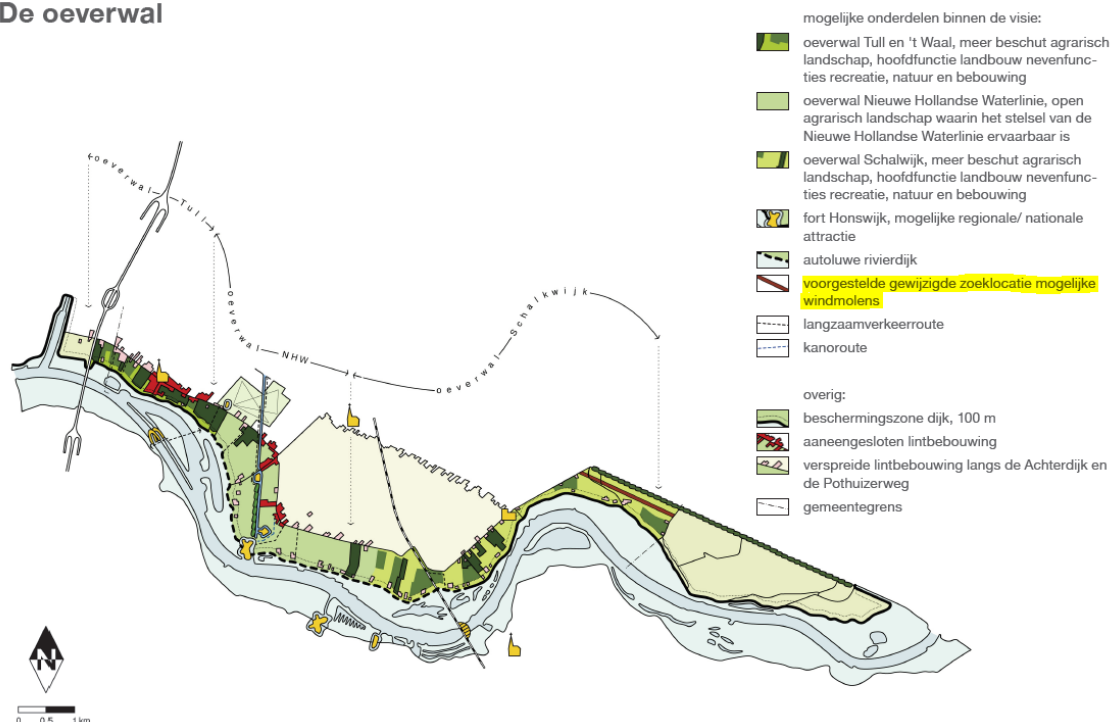 De oeverwal
mogelijke onderdelen binnen de visie:
oeverwal Tull en 't Waal, meer beschut agrarisch
landschap, hoofdfunctie landbouw nevenfunc-
ties recreatie, natuur en bebouwing
oeverwal Nieuwe Hollandse Waterlinie, open
agrarisch landschap waarin het stelsel van de
Nieuwe Hollandse Waterlinie ervaarbaar is
oeverwal Schalwijk, meer beschut agrarisch
landschap, hoofdfunctie landbouw nevenfunc-
ties recreatie, natuur en bebouwing
fort Honswijk, mogelijke regionale/ nationale
attractie
autoluwe rivierdijk
voorgestelde gewijzigde zoeklocatie mogelijke
windmolens
langzaamverkeerroute
kanoroute
overig:
beschermingszone dijk, 100 m
aaneengesloten lintbebouwing
verspreide lintbebouwing langs de Achterdijk en
de Pothuizerweg
gemeentegrens
oeverwal Tull
oeverwal NHW
oeverwal Schalkwijk
N
0 0.5 1 km